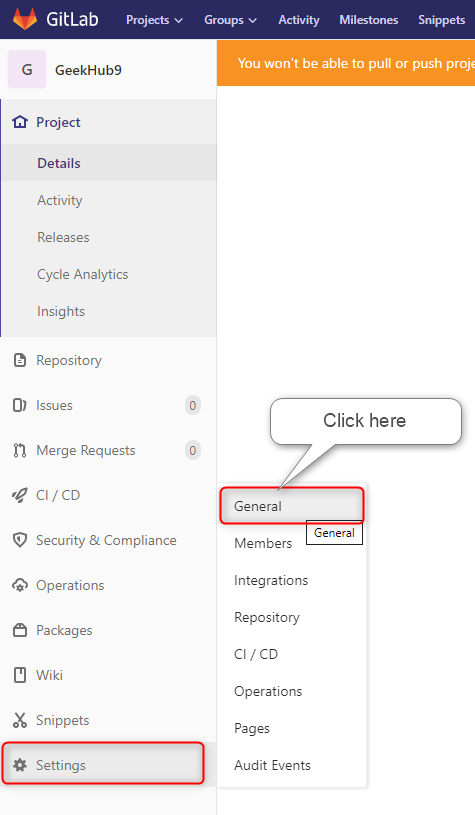 GitLab Projects Groups Activity Milestones Snippets
G GeekHub9
You won't be able to pull or push
Project
Details
Activity
Releases
Cycle Analytics
Insights
Repository
Issues 0
Merge Requests 0
CI / CD
Security & Compliance
Operations
Packages
Wiki
Snippets
Settings
Click here
General
General
Members
Integrations
Repository
CI / CD
Operations
Pages
Audit Events